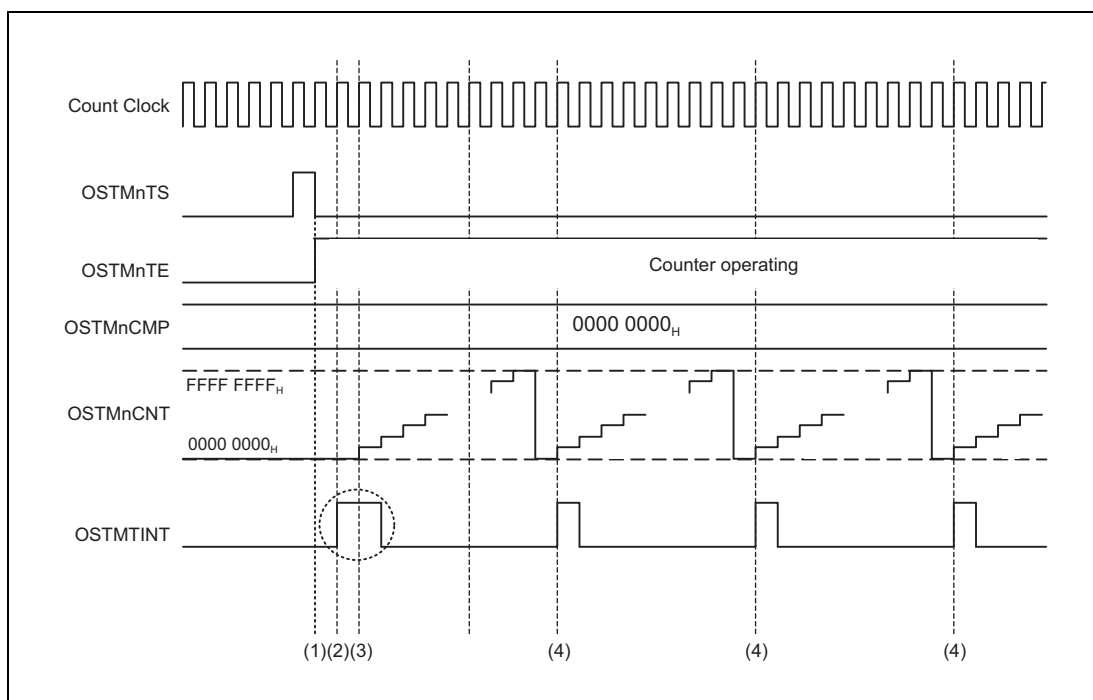 Count Clock
OSTMnTS
OSTMnTE
Counter operating
OSTMnCMP
0000 0000H
FFFF FFFFH
OSTMnCNT
0000 0000H
OSTMTINT
(1)(2)(3) (4) (4) (4)